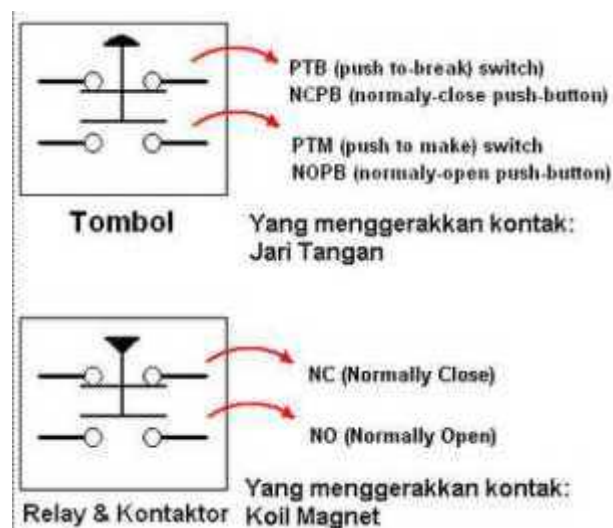 PTB (push to-break) switch)
NCPB (normaly-close push-button)
PTM (push to make) switch
NOPB (normaly-open push-button)
Tombol
Yang menggerakkan kontak:
Jari Tangan
NC (Normally Close)
NO (Normally Open)
Relay & Kontaktor
Yang menggerakkan kontak:
Koil Magnet